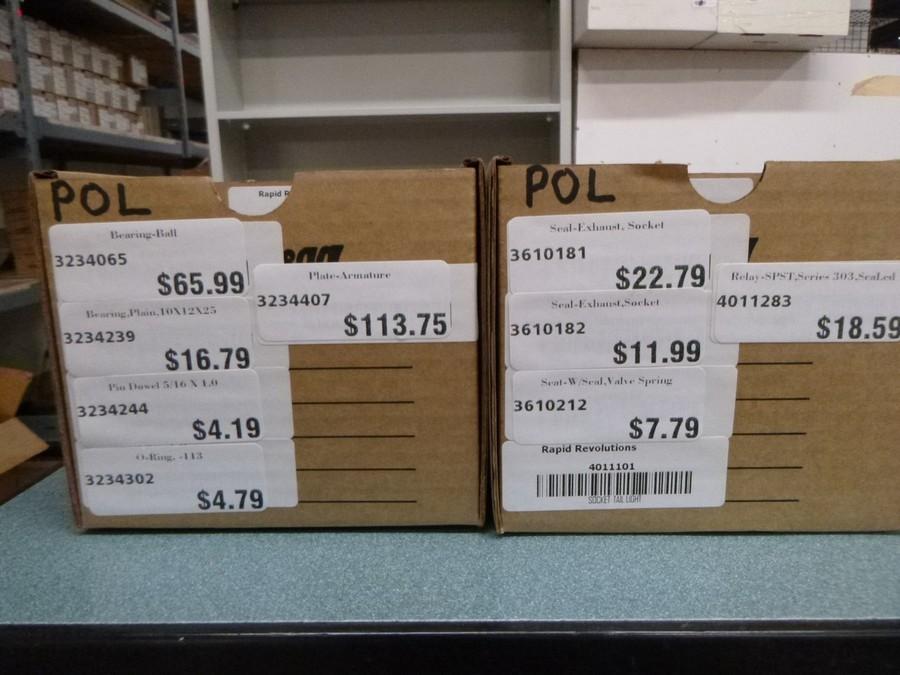 POL
Rapid R
Bearing-Ball
3234065
$65.99
Plate-Armature
3234407
$113.75
Bearing,Plain,10X12X25
3234239
$16.79
Pin Dowel 5/16 X 1.0
3234244
$4.19
O-Ring, -113
3234302
$4.79
POL
Seal-Exhaust, Socket
3610181
$22.79
Relay-SPST,Series 303,SeaLed
4011283
$18.59
Seal-Exhaust,Socket
3610182
$11.99
Seat-W/Seal,Valve Spring
3610212
$7.79
Rapid Revolutions
4011101
SOCKET TAIL LIGHT